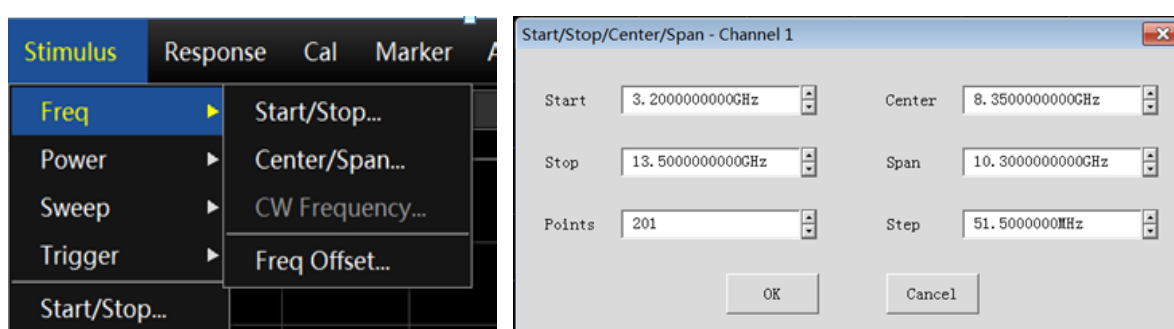 Stimulus Response Cal Marker
Freq
Power
Sweep
Trigger
Start/Stop...
Start/Stop...
Center/Span...
CW Frequency...
Freq Offset...
Start/Stop/Center/Span - Channel 1
Start 3.2000000000GHz Center 8.3500000000GHz
Stop 13.5000000000GHz Span 10.3000000000GHz
Points 201 Step 51.5000000MHz
OK Cancel